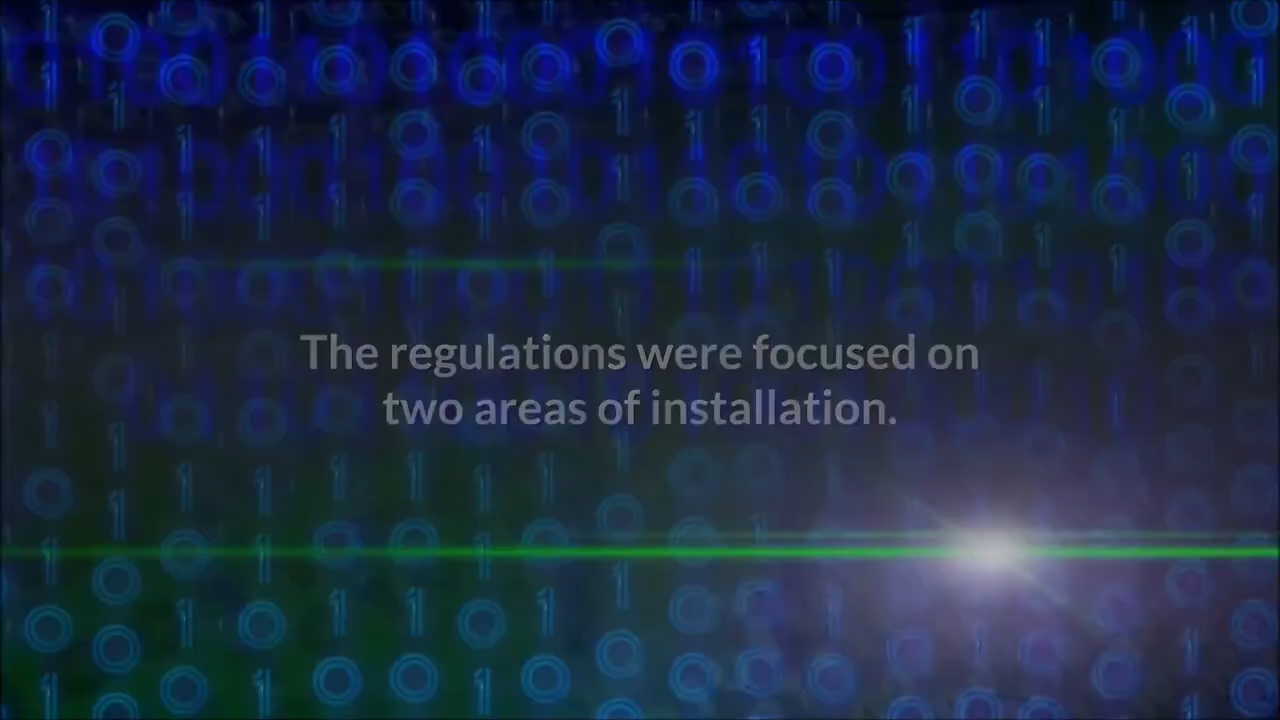 The regulations were focused on
two areas of installation.